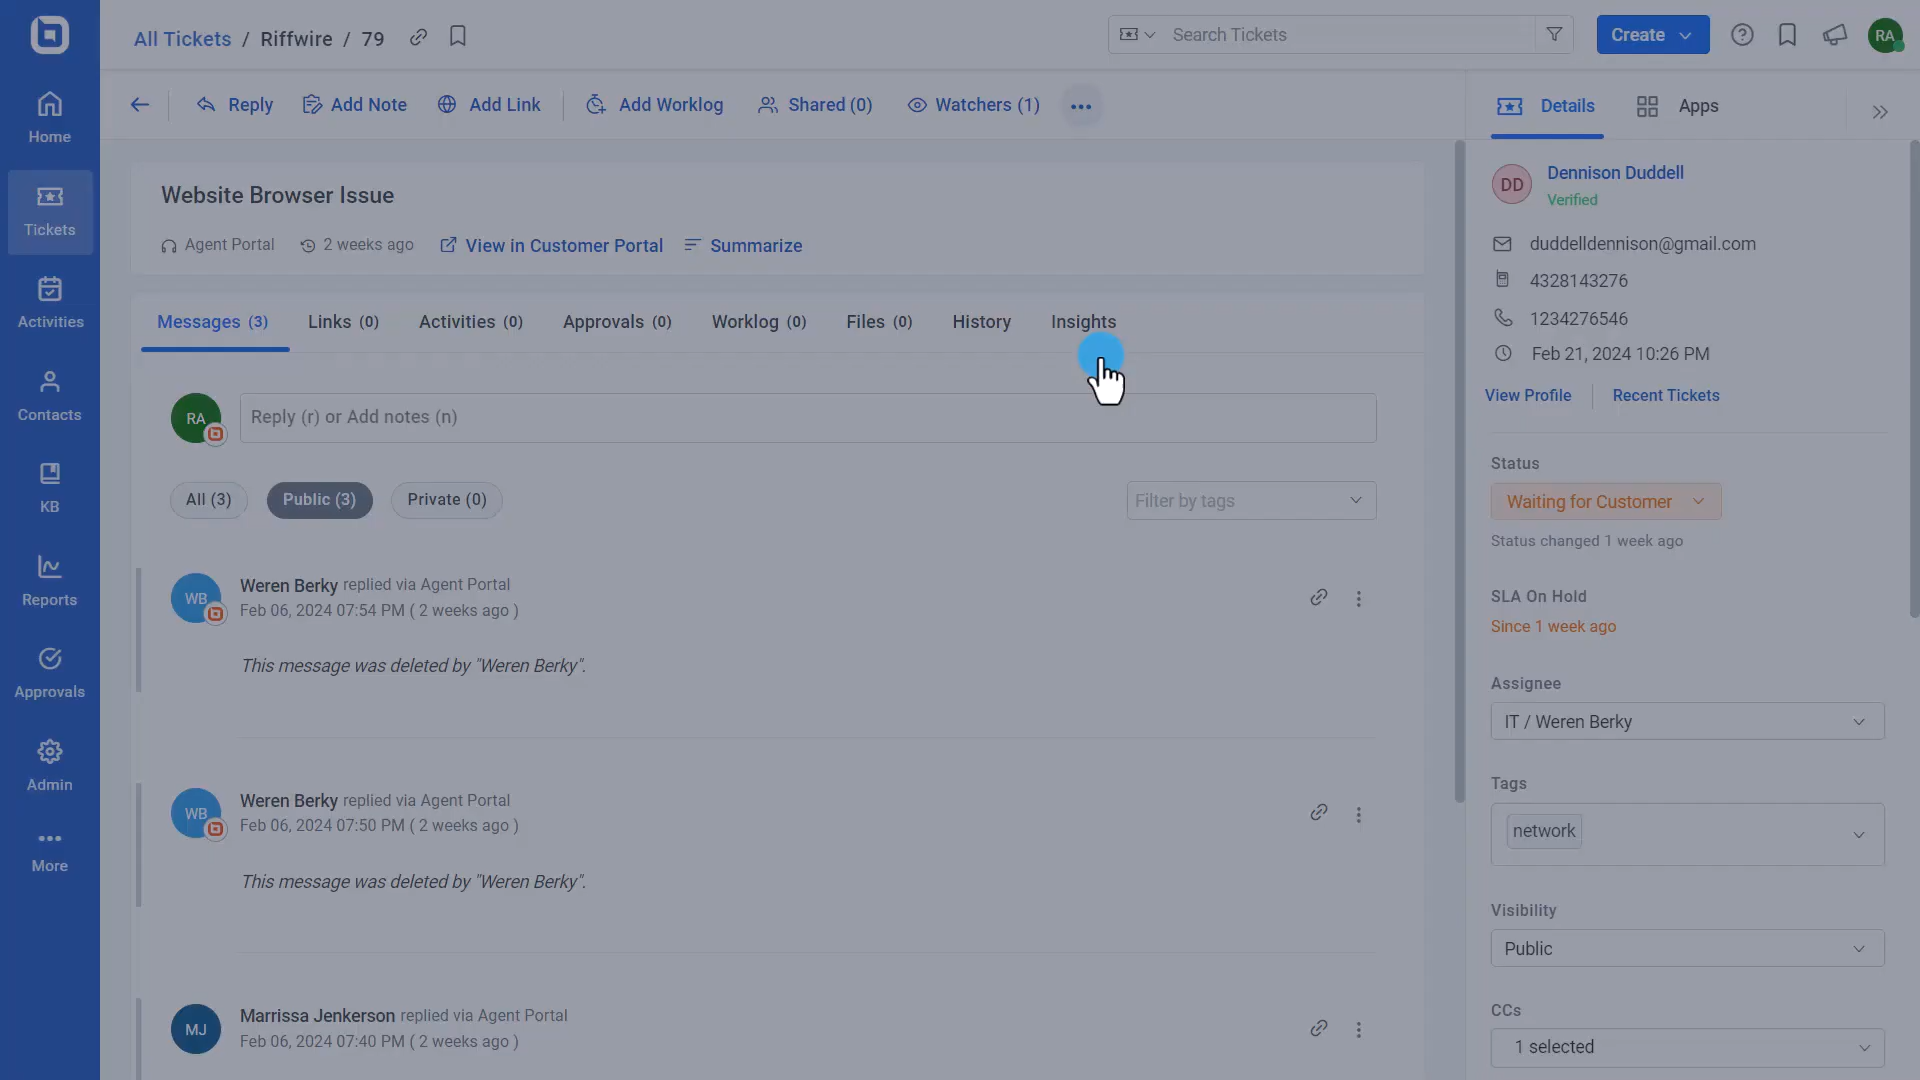 All Tickets / Riffwire / 79
Search Tickets
Create
RA
Home
Tickets
Activities
Contacts
KB
Reports
Approvals
Admin
More
Reply
Add Note
Add Link
Add Worklog
Shared (0)
Watchers (1)
Website Browser Issue
Agent Portal
2 weeks ago
View in Customer Portal
Summarize
Messages (3)
Links (0)
Activities (0)
Approvals (0)
Worklog (0)
Files (0)
History
Insights
RA
Reply (r) or Add notes (n)
All (3)
Public (3)
Private (0)
Filter by tags
WB
Weren Berky replied via Agent Portal
Feb 06, 2024 07:54 PM ( 2 weeks ago )
This message was deleted by "Weren Berky".
WB
Weren Berky replied via Agent Portal
Feb 06, 2024 07:50 PM ( 2 weeks ago )
This message was deleted by "Weren Berky".
MJ
Marrissa Jenkerson replied via Agent Portal
Feb 06, 2024 07:40 PM ( 2 weeks ago )
Details
Apps
DD
Dennison Duddell
Verified
duddelldennison@gmail.com
4328143276
1234276546
Feb 21, 2024 10:26 PM
View Profile
Recent Tickets
Status
Waiting for Customer
Status changed 1 week ago
SLA On Hold
Since 1 week ago
Assignee
IT / Weren Berky
Tags
network
Visibility
Public
CCs
1 selected